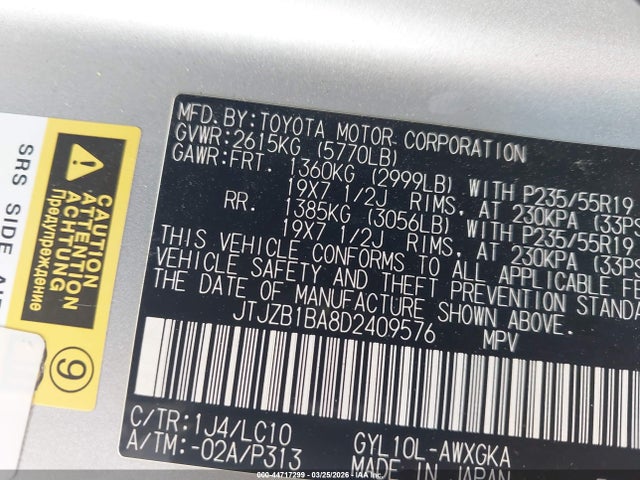 MFD. BY: TOYOTA MOTOR CORPORATION
GVWR: 2615KG (5770LB)
GAWR: FRT. 1360KG (2999LB) WITH P235/55R19
19X7 1/2J RIMS, AT 230KPA (33PS
RR. 1385KG (3056LB) WITH P235/55R19
19X7 1/2J RIMS, AT 230KPA (33PS
THIS VEHICLE CONFORMS TO ALL APPLICABLE FE
VEHICLE SAFETY AND THEFT PREVENTION STANDA
THE DATE OF MANUFACTURE SHOWN ABOVE.
JTJZB1BA8D2409576 MPV
C/TR: 1J4/LC10
A/TM: -02A/P313
GYL10L-AWXGKA
MADE IN JAPAN
CAUTION
ATTENTION
ACHTUNG
Предупреждение
SRS SIDE AI
9
000-44717299 - 03/25/2026 - IAAI Copyright